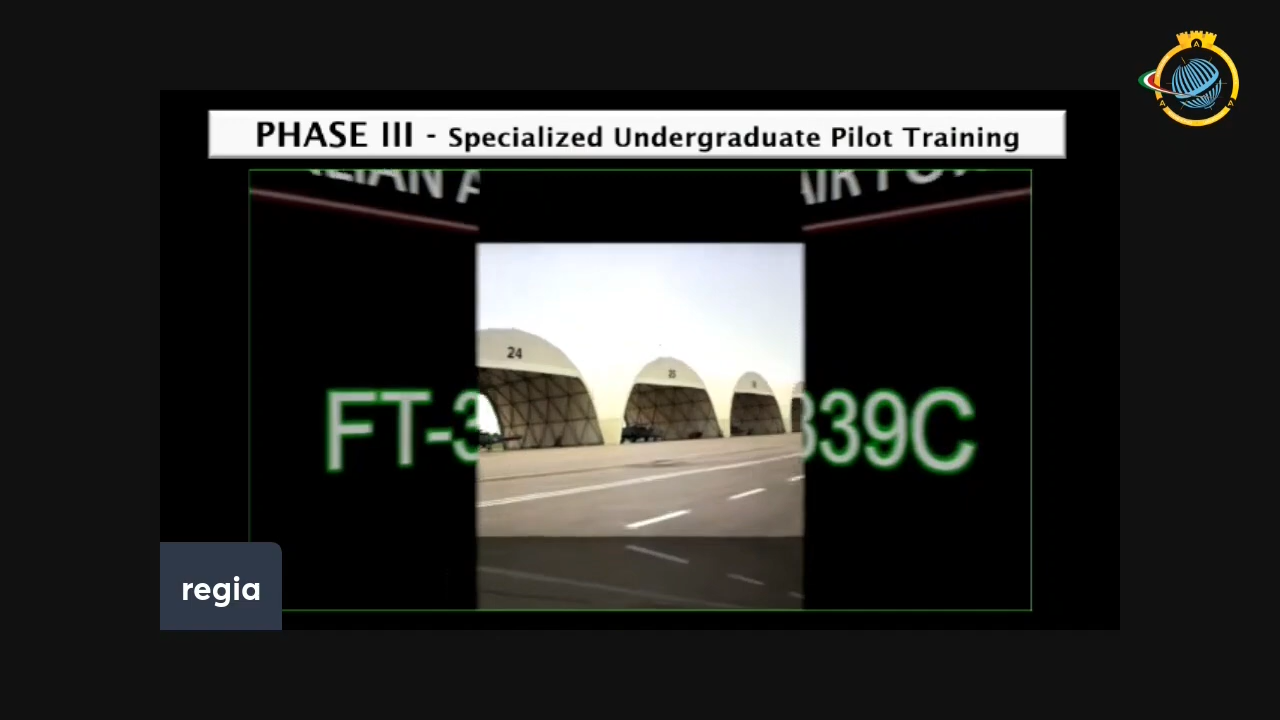 PHASE III - Specialized Undergraduate Pilot Training
24
FT-3
339C
regia